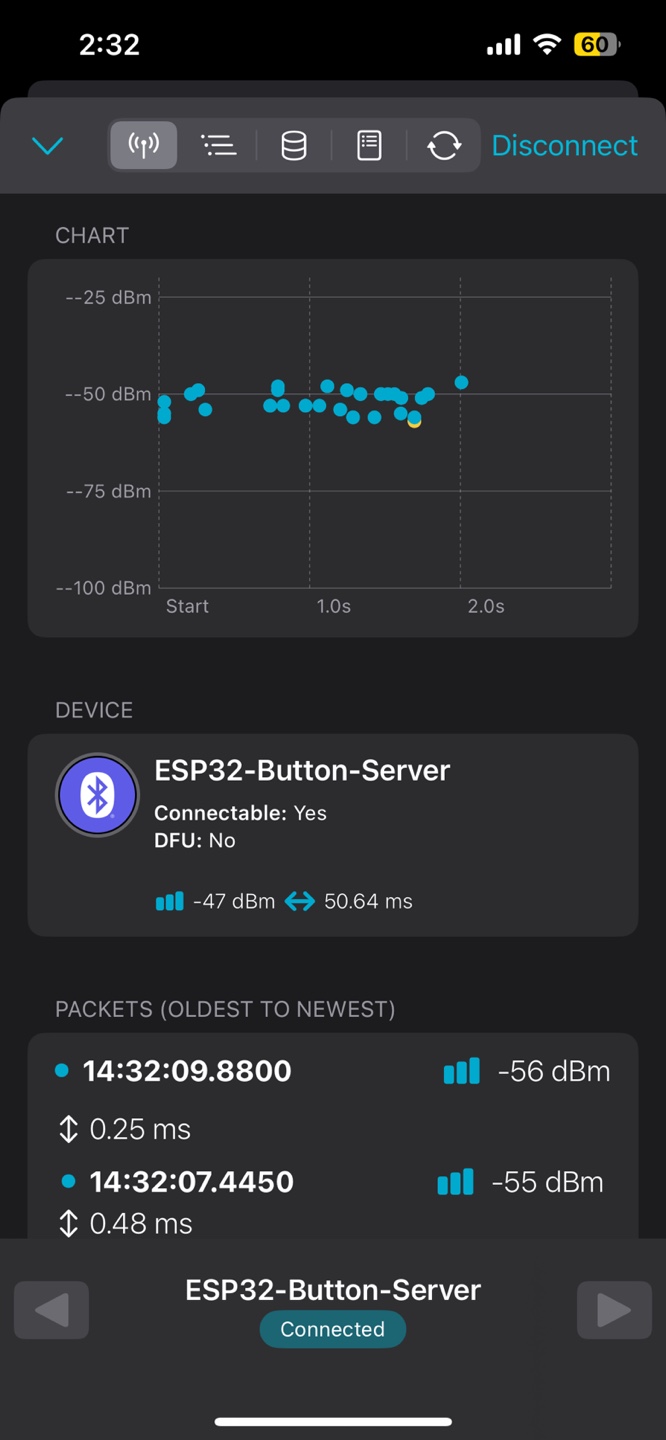 2:32
60
Disconnect
CHART
--25 dBm
--50 dBm
--75 dBm
--100 dBm
Start 1.0s 2.0s
DEVICE
ESP32-Button-Server
Connectable: Yes
DFU: No
-47 dBm 50.64 ms
PACKETS (OLDEST TO NEWEST)
14:32:09.8800 -56 dBm
0.25 ms
14:32:07.4450 -55 dBm
0.48 ms
ESP32-Button-Server
Connected